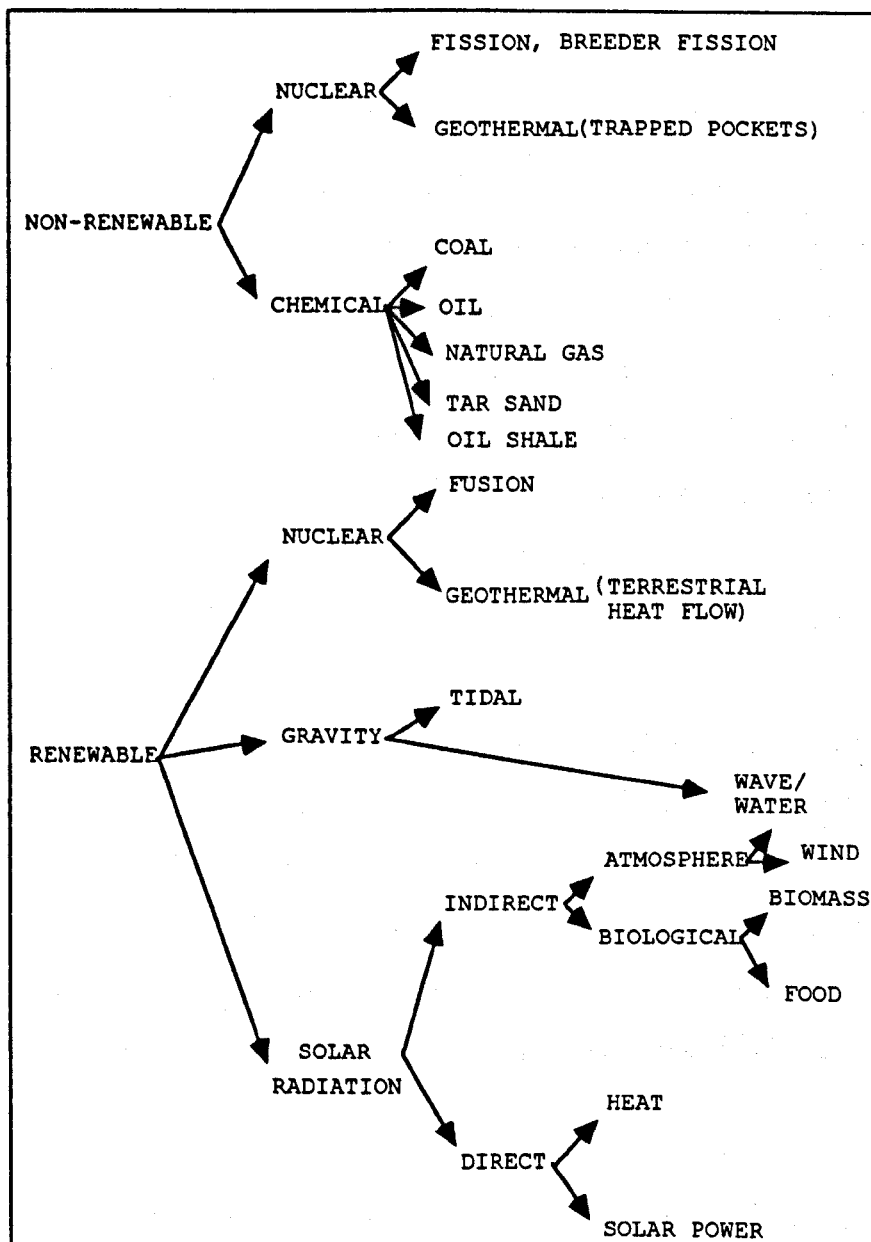 FISSION, BREEDER FISSION
NUCLEAR
GEOTHERMAL(TRAPPED POCKETS)
NON-RENEWABLE
COAL
CHEMICAL
OIL
NATURAL GAS
TAR SAND
OIL SHALE
FUSION
NUCLEAR
GEOTHERMAL (TERRESTRIAL
HEAT FLOW)
TIDAL
GRAVITY
RENEWABLE
WAVE/
WATER
ATMOSPHERE
WIND
INDIRECT
BIOMASS
BIOLOGICAL
FOOD
SOLAR
RADIATION
HEAT
DIRECT
SOLAR POWER